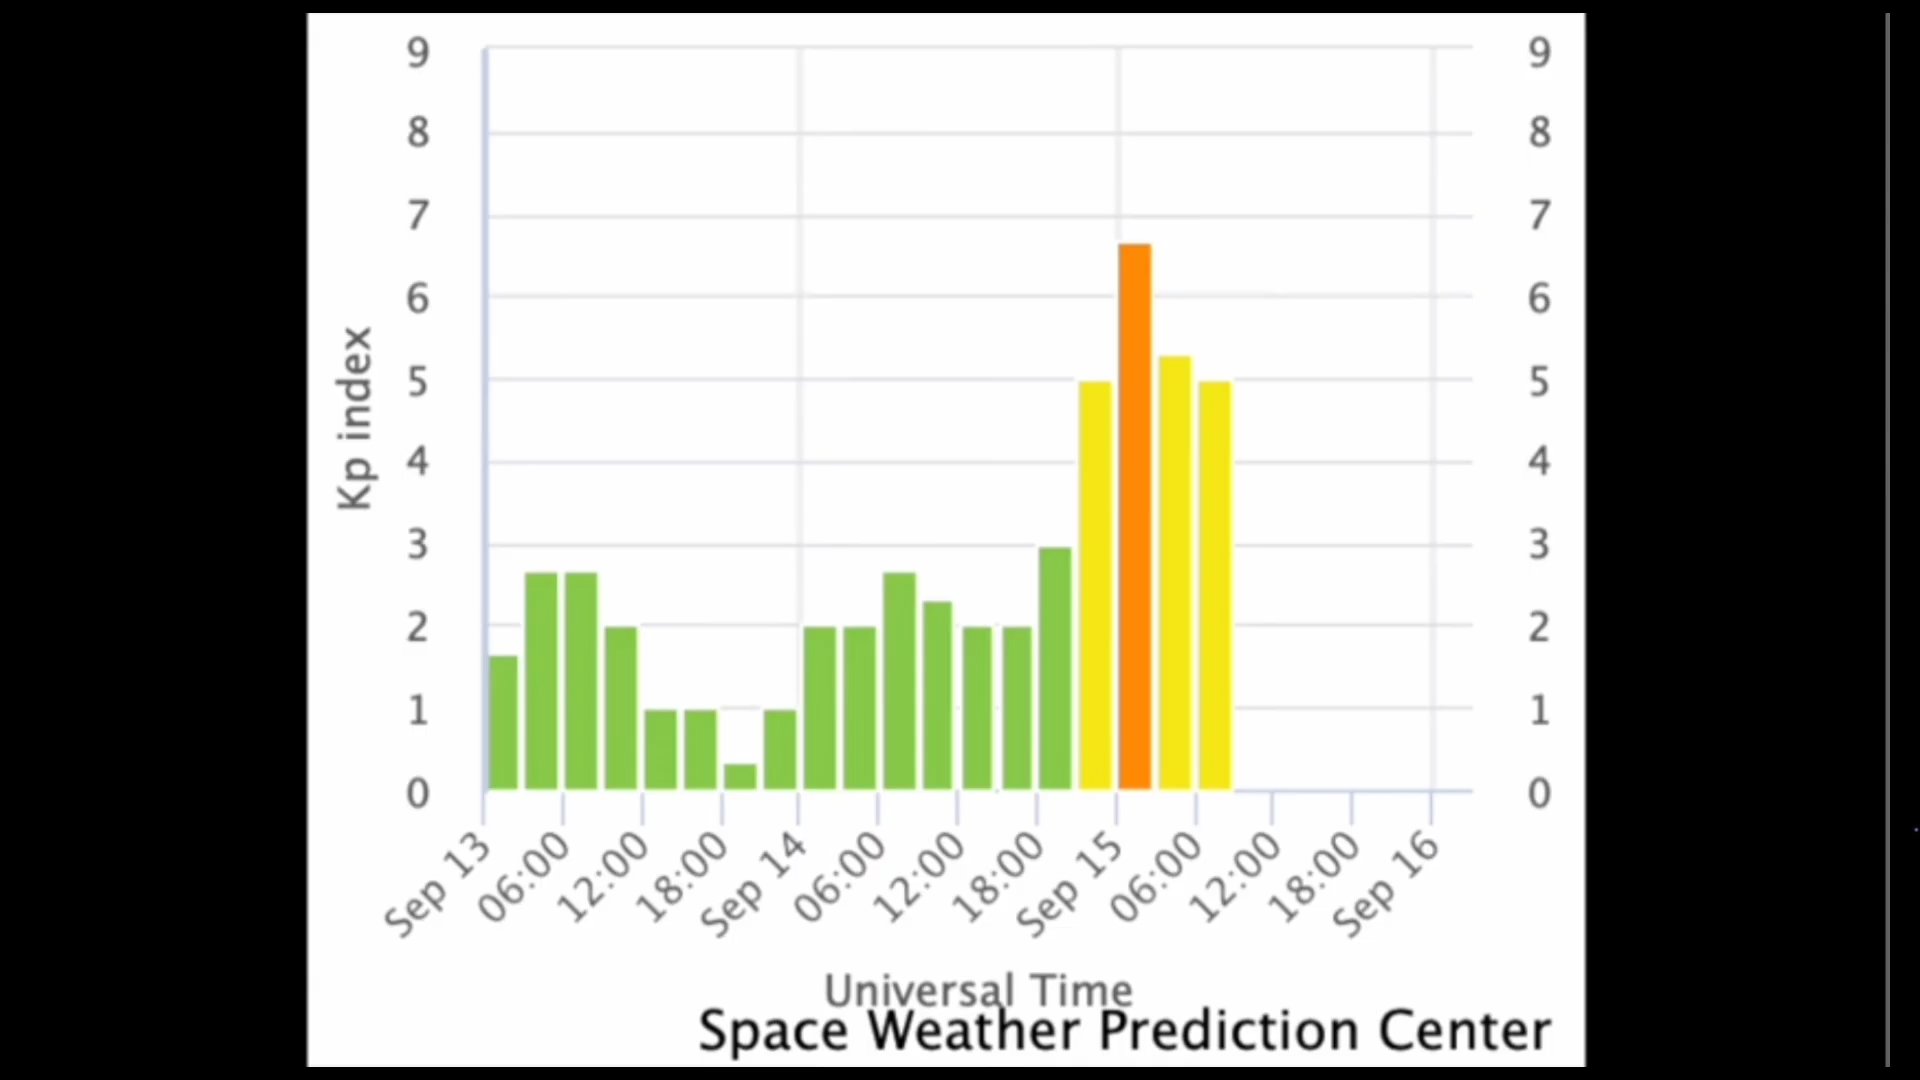 9 9
8 8
7 7
6 6
5 5
4 4
3 3
2 2
1 1
0 0
Kp index
Sep 13 06:00 12:00 18:00 Sep 14 06:00 12:00 18:00 Sep 15 06:00 12:00 18:00 Sep 16
Universal Time
Space Weather Prediction Center